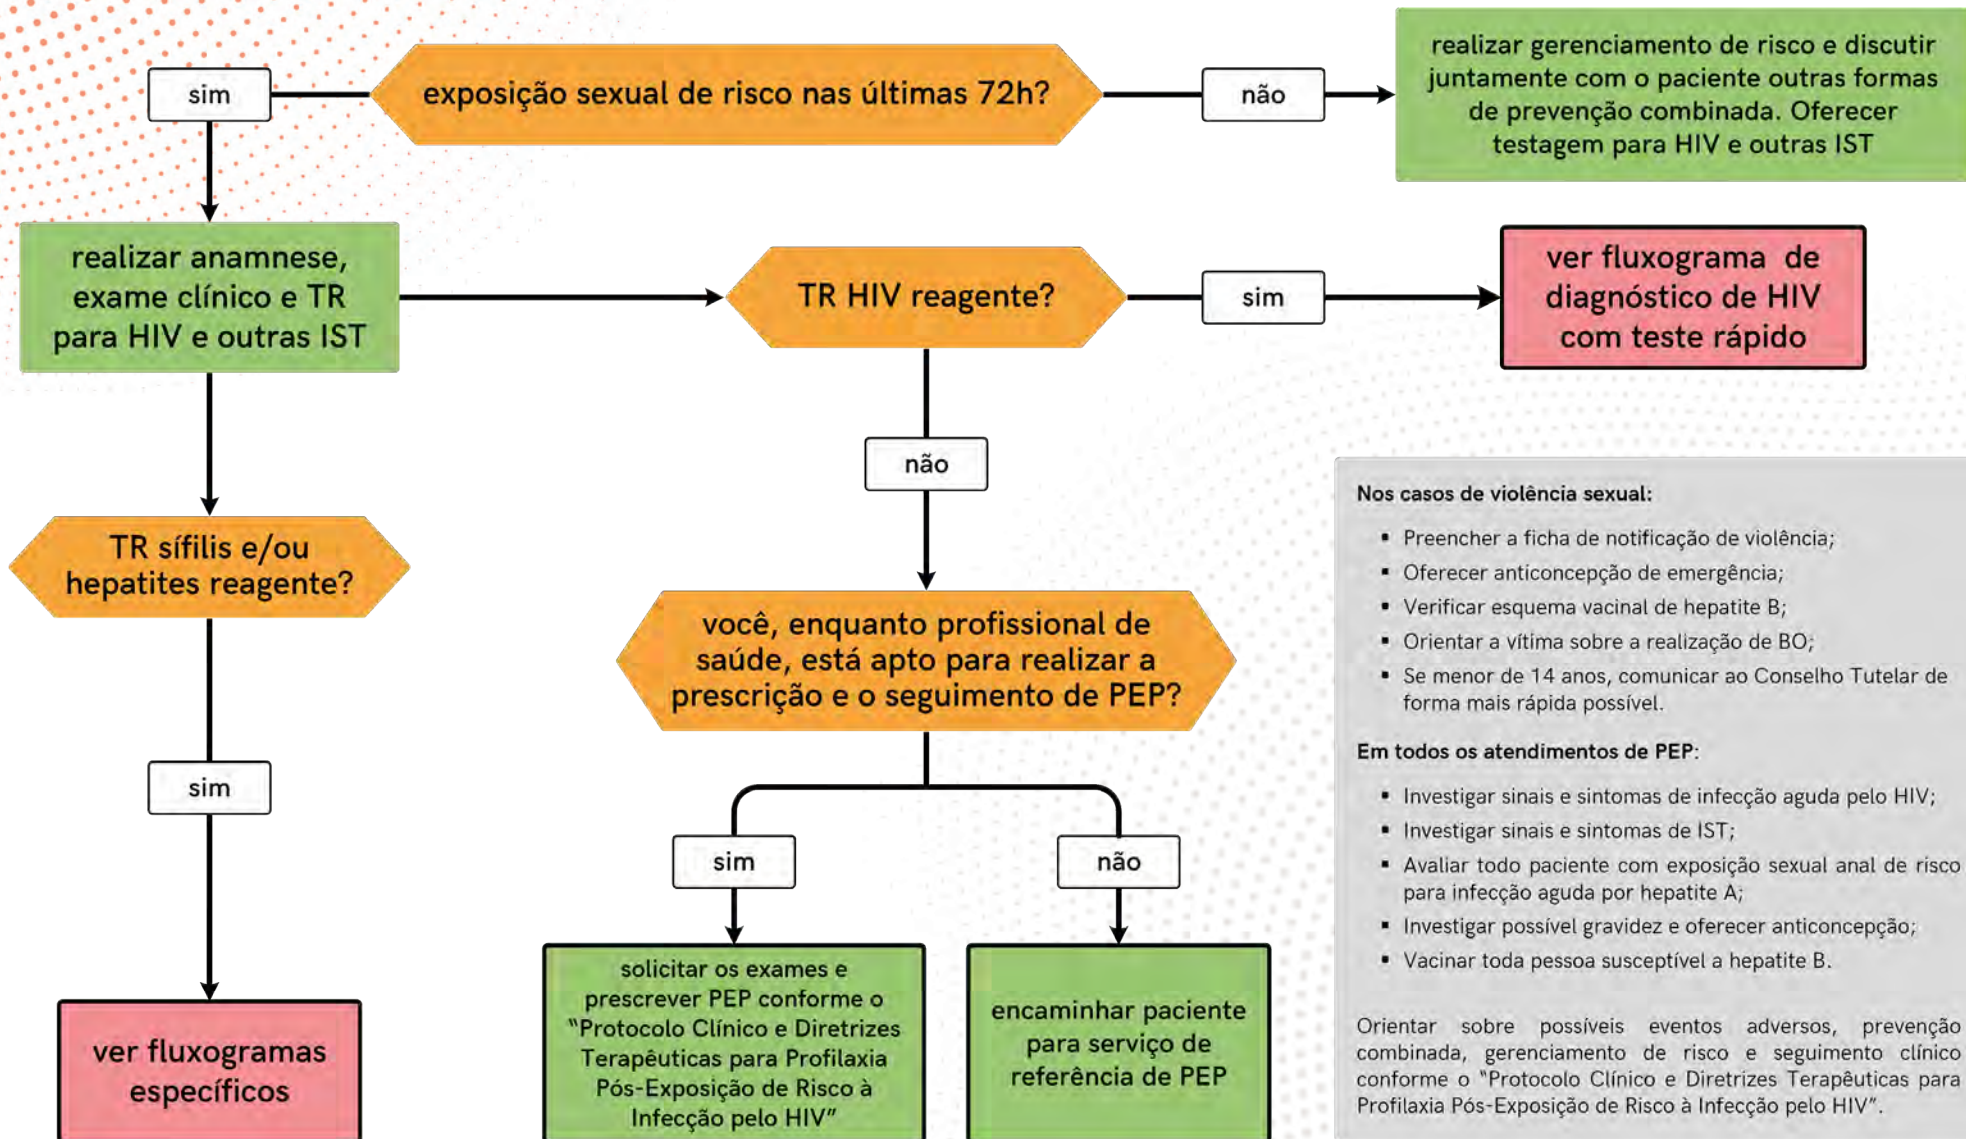 exposição sexual de risco nas últimas 72h?
sim
não
realizar gerenciamento de risco e discutir
juntamente com o paciente outras formas
de prevenção combinada. Oferecer
testagem para HIV e outras IST
realizar anamnese,
exame clínico e TR
para HIV e outras IST
TR HIV reagente?
sim
ver fluxograma de
diagnóstico de HIV
com teste rápido
não
TR sífilis e/ou
hepatites reagente?
sim
ver fluxogramas
específicos
você, enquanto profissional de
saúde, está apto para realizar a
prescrição e o seguimento de PEP?
sim
não
solicitar os exames e
prescrever PEP conforme o
"Protocolo Clínico e Diretrizes
Terapêuticas para Profilaxia
Pós-Exposição de Risco à
Infecção pelo HIV"
encaminhar paciente
para serviço de
referência de PEP
Nos casos de violência sexual:
▪ Preencher a ficha de notificação de violência;
▪ Oferecer anticoncepção de emergência;
▪ Verificar esquema vacinal de hepatite B;
▪ Orientar a vítima sobre a realização de BO;
▪ Se menor de 14 anos, comunicar ao Conselho Tutelar de
forma mais rápida possível.
Em todos os atendimentos de PEP:
▪ Investigar sinais e sintomas de infecção aguda pelo HIV;
▪ Investigar sinais e sintomas de IST;
▪ Avaliar todo paciente com exposição sexual anal de risco
para infecção aguda por hepatite A;
▪ Investigar possível gravidez e oferecer anticoncepção;
▪ Vacinar toda pessoa susceptível a hepatite B.
Orientar sobre possíveis eventos adversos, prevenção
combinada, gerenciamento de risco e seguimento clínico
conforme o "Protocolo Clínico e Diretrizes Terapêuticas para
Profilaxia Pós-Exposição de Risco à Infecção pelo HIV".